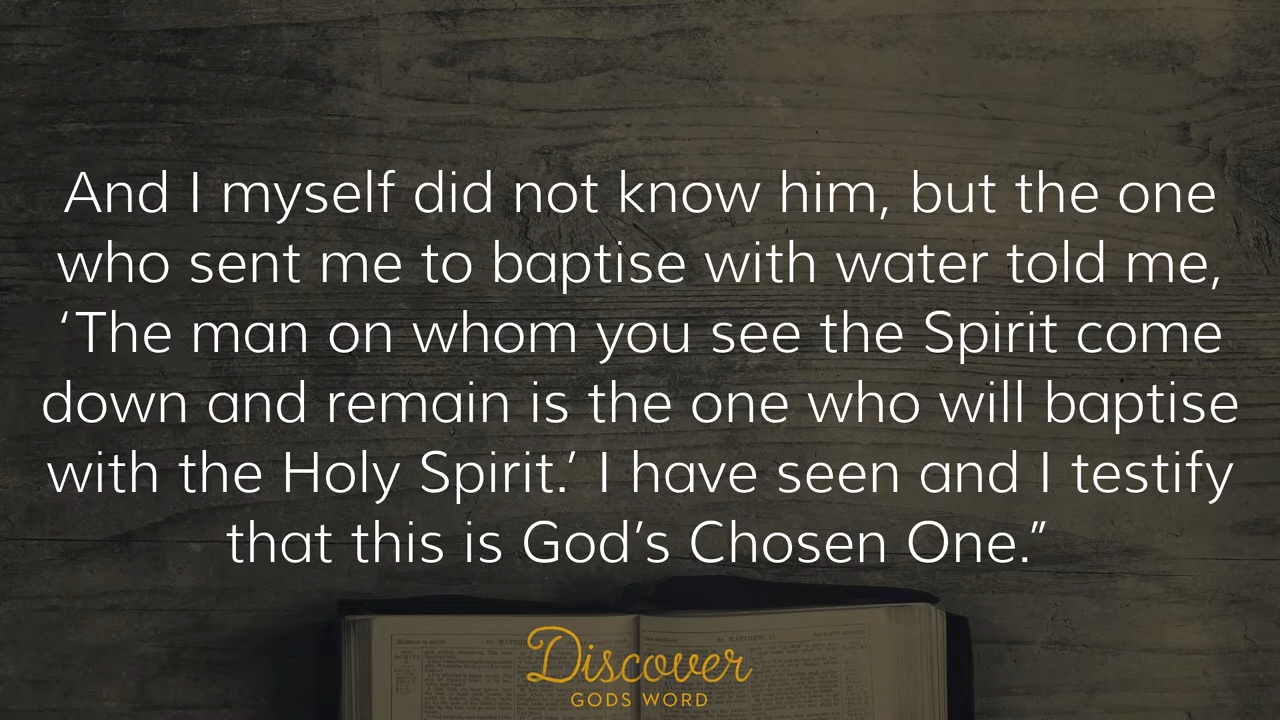 And I myself did not know him, but the one
who sent me to baptise with water told me,
‘The man on whom you see the Spirit come
down and remain is the one who will baptise
with the Holy Spirit.’ I have seen and I testify
that this is God’s Chosen One.”
Discover
GODS WORD